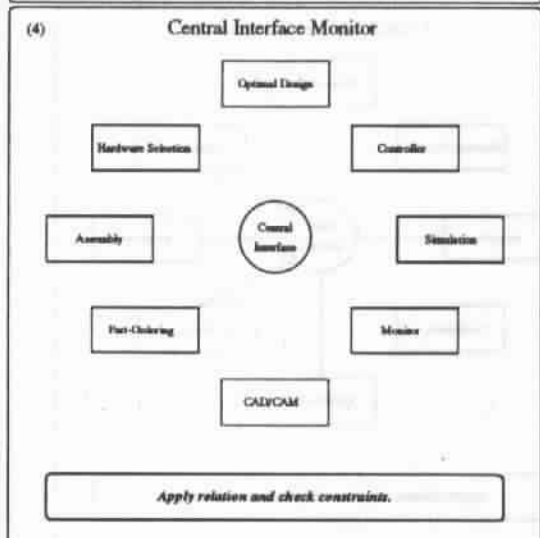 (4) Central Interface Monitor
Optimal Design
Hardware Selection Controller
Assembly Central Interface Simulation
Part-Ordering Monitor
CAD/CAM
Apply relation and check constraints.